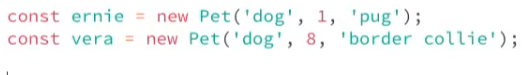 const ernie = new Pet('dog', 1, 'pug');
const vera = new Pet('dog', 8, 'border collie');